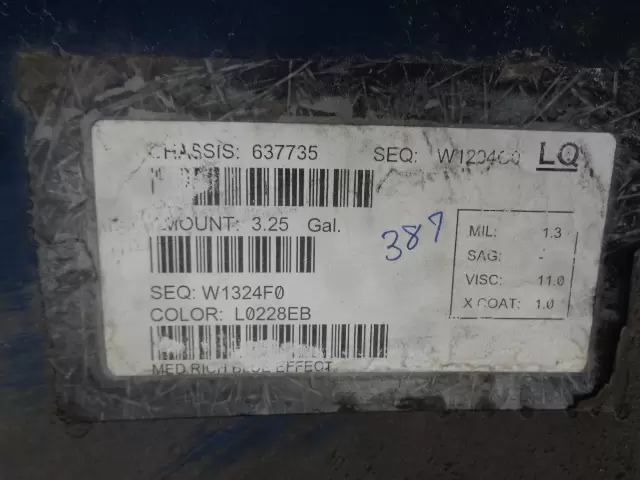 CHASSIS: 637735 SEQ: W1204C0 LQ
AMOUNT: 3.25 Gal.
387
MIL: 1.3
SAG: -
VISC: 11.0
X COAT: 1.0
SEQ: W1324F0
COLOR: L0228EB
MED RICH BLUE EFFECT